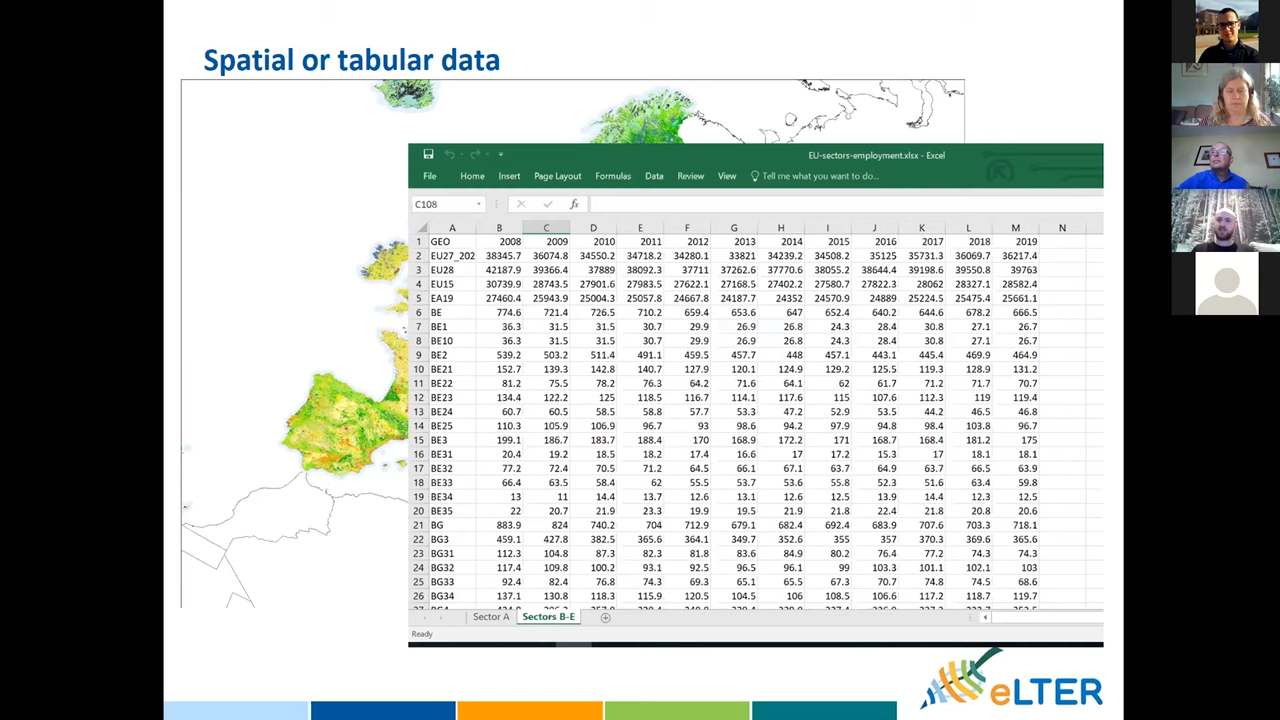 Spatial or tabular data
EU-sectors-employment.xlsx - Excel
File Home Insert Page Layout Formulas Data Review View Tell me what you want to do...
C108 fx
A B C D E F G H I J K L M N
1 GEO 2008 2009 2010 2011 2012 2013 2014 2015 2016 2017 2018 2019
2 EU27_202 38345.7 36074.8 34550.2 34718.2 34280.1 33821 34239.2 34508.2 35125 35731.3 36069.7 36217.4
3 EU28 42187.9 39366.4 37889 38092.3 37711 37262.6 37770.6 38055.2 38644.4 39198.6 39550.8 39763
4 EU15 30739.9 28743.5 27901.6 27983.5 27622.1 27168.5 27402.2 27580.7 27822.3 28062 28327.1 28582.4
5 EA19 27460.4 25943.9 25004.3 25057.8 24667.8 24187.7 24352 24570.9 24889 25224.5 25475.4 25661.1
6 BE 774.6 721.4 726.5 710.2 659.4 653.6 647 652.4 640.2 644.6 678.2 666.5
7 BE1 36.3 31.5 31.5 30.7 29.9 26.9 26.8 24.3 28.4 30.8 27.1 26.7
8 BE10 36.3 31.5 31.5 30.7 29.9 26.9 26.8 24.3 28.4 30.8 27.1 26.7
9 BE2 539.2 503.2 511.4 491.1 459.5 457.7 448 457.1 443.1 445.4 469.9 464.9
10 BE21 152.7 139.3 142.8 140.7 127.9 120.1 124.9 129.2 125.5 119.3 128.9 131.2
11 BE22 81.2 75.5 78.2 76.3 64.2 71.6 64.1 62 61.7 71.2 71.7 70.7
12 BE23 134.4 122.2 125 118.5 116.7 114.1 117.6 115 107.6 112.3 119 119.4
13 BE24 60.7 60.5 58.5 58.8 57.7 53.3 47.2 52.9 53.5 44.2 46.5 46.8
14 BE25 110.3 105.9 106.9 96.7 93 98.6 94.2 97.9 94.8 98.4 103.8 96.7
15 BE3 199.1 186.7 183.7 188.4 170 168.9 172.2 171 168.7 168.4 181.2 175
16 BE31 20.4 19.2 18.5 18.2 17.4 16.6 17 17.2 15.3 17 18.1 18.1
17 BE32 77.2 72.4 70.5 71.2 64.5 66.1 67.1 63.7 64.9 63.7 66.5 63.9
18 BE33 66.4 63.5 58.4 62 55.5 53.7 53.6 55.8 52.3 51.6 63.4 59.8
19 BE34 13 11 14.4 13.7 12.6 13.1 12.6 12.5 13.9 14.4 12.3 12.5
20 BE35 22 20.7 21.9 23.3 19.9 19.5 21.9 21.8 22.4 21.8 20.8 20.6
21 BG 883.9 824 740.2 704 712.9 679.1 682.4 692.4 683.9 707.6 703.3 718.1
22 BG3 459.1 427.8 382.5 365.6 364.1 349.7 352.6 355 357 370.3 369.6 365.6
23 BG31 112.3 104.8 87.3 82.3 81.8 83.6 84.9 80.2 76.4 77.2 74.3 74.3
24 BG32 117.4 109.8 100.2 93.1 92.5 96.5 96.1 99 103.3 101.1 102.1 103
25 BG33 92.4 82.4 76.8 74.3 69.3 65.1 65.5 67.3 70.7 74.8 74.5 68.6
26 BG34 137.1 130.8 118.3 115.9 120.5 104.5 106 108.5 106.6 117.2 118.7 119.7
Sector A Sectors B-E
Ready
eLTER